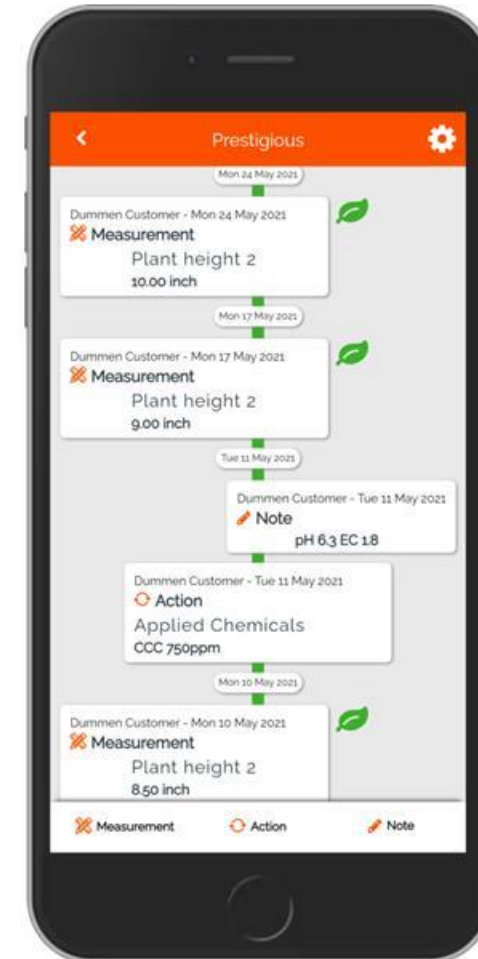 Prestigious
Mon 24 May 2021
Dummen Customer - Mon 24 May 2021
Measurement
Plant height 2
10.00 inch
Mon 17 May 2021
Dummen Customer - Mon 17 May 2021
Measurement
Plant height 2
9.00 inch
Tue 11 May 2021
Dummen Customer - Tue 11 May 2021
Note
pH 6.3 EC 1.8
Dummen Customer - Tue 11 May 2021
Action
Applied Chemicals
CCC 750ppm
Mon 10 May 2021
Dummen Customer - Mon 10 May 2021
Measurement
Plant height 2
8.50 inch
Measurement Action Note